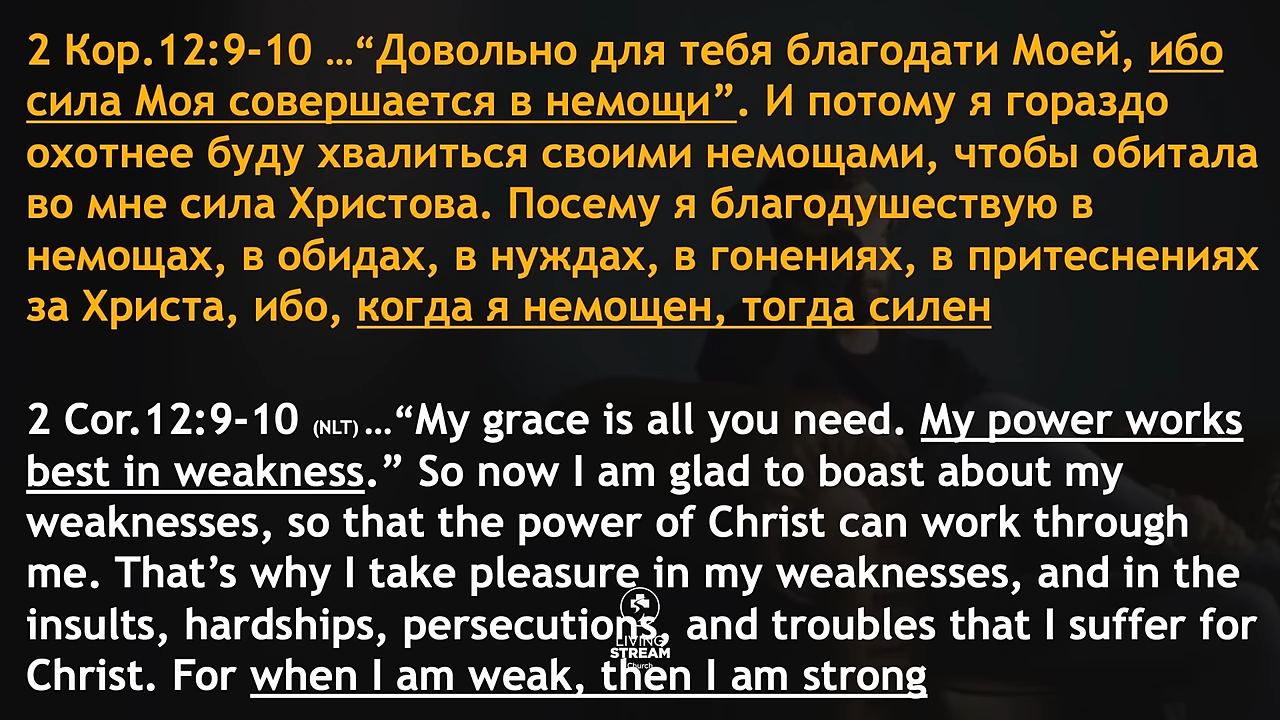 2 Кор.12:9-10 …“Довольно для тебя благодати Моей, ибо
сила Моя совершается в немощи”. И потому я гораздо
охотнее буду хвалиться своими немощами, чтобы обитала
во мне сила Христова. Посему я благодушествую в
немощах, в обидах, в нуждах, в гонениях, в притеснениях
за Христа, ибо, когда я немощен, тогда силен
2 Cor.12:9-10 (NLT) …“My grace is all you need. My power works
best in weakness.” So now I am glad to boast about my
weaknesses, so that the power of Christ can work through
me. That’s why I take pleasure in my weaknesses, and in the
insults, hardships, persecutions, and troubles that I suffer for
Christ. For when I am weak, then I am strong
LIVING
STREAM
Church